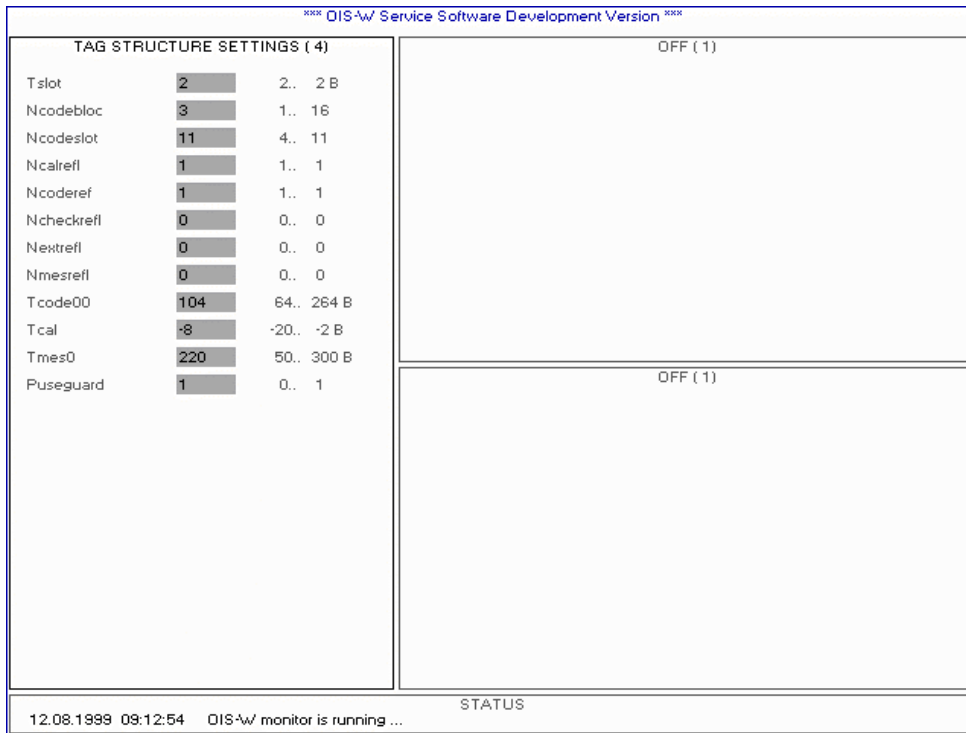 *** OIS-W Service Software Development Version ***
TAG STRUCTURE SETTINGS ( 4)
Tslot 2 2.. 2 B
Ncodebloc 3 1.. 16
Ncodeslot 11 4.. 11
Ncalrefl 1 1.. 1
Ncoderef 1 1.. 1
Ncheckrefl 0 0.. 0
Nextrefl 0 0.. 0
Nmesrefl 0 0.. 0
Tcode00 104 64.. 264 B
Tcal -8 -20.. -2 B
Tmes0 220 50.. 300 B
Puseguard 1 0.. 1
OFF ( 1)
OFF ( 1)
STATUS
12.08.1999 09:12:54 OIS-W monitor is running ...